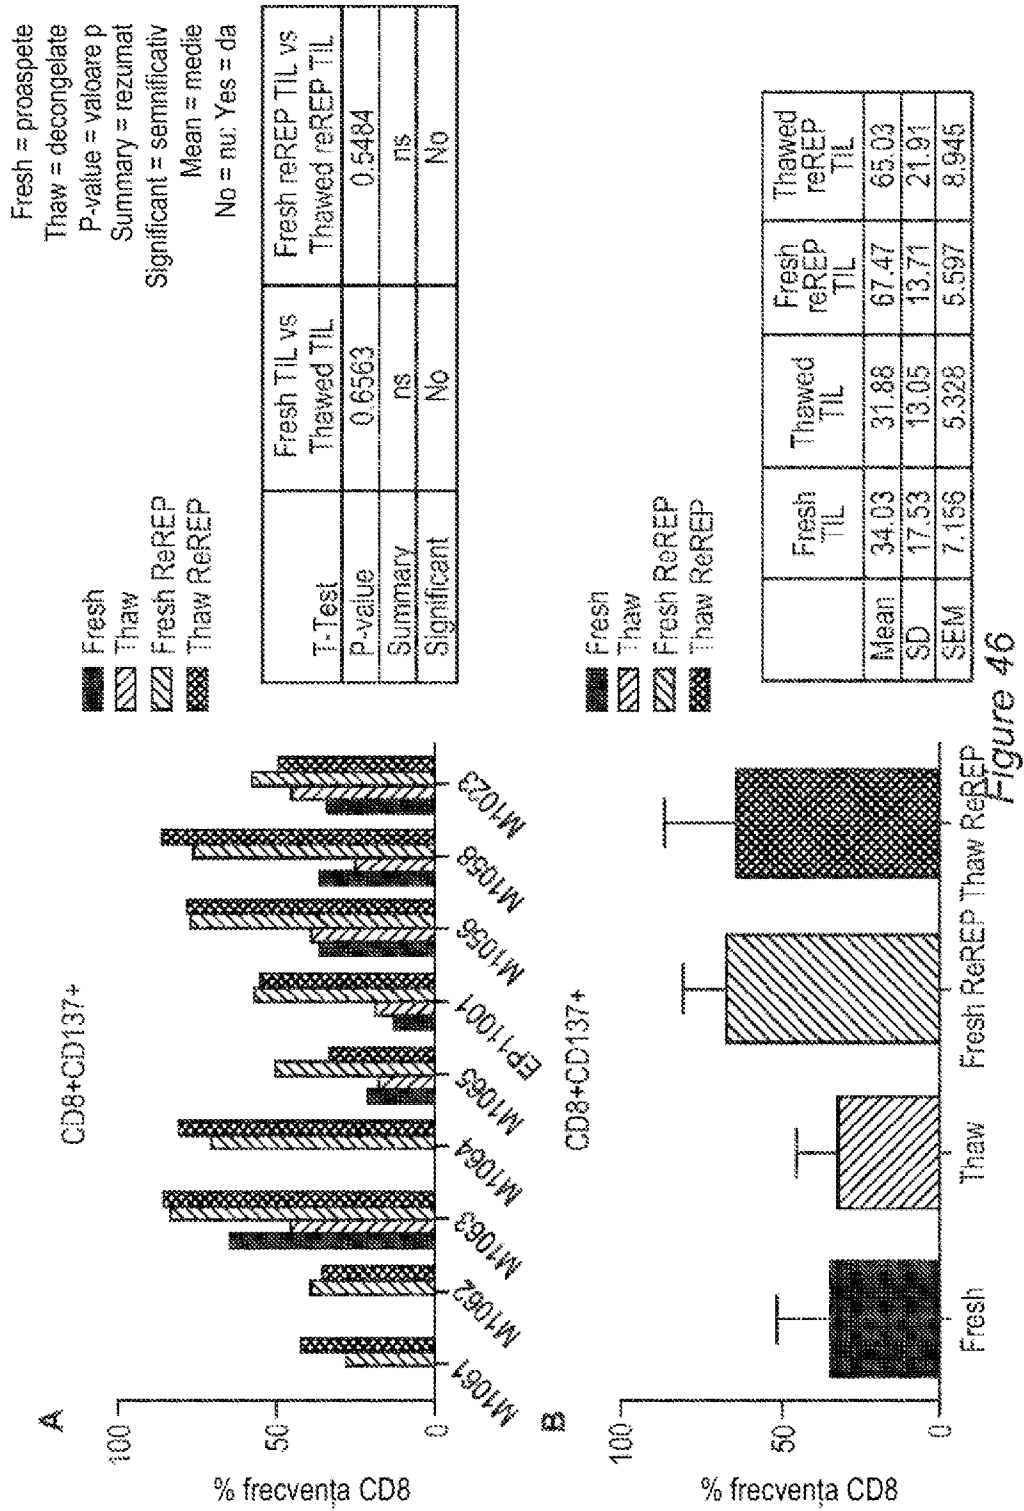 Fresh = proaspete
Thaw = decongelate
P-value = valoare p
Summary = rezumat
Significant = semnificativ
Mean = medie
No = nu: Yes = da
A
CD8+CD137+
% frecvența CD8
100
50
0
M1061
M1062
M1063
M1064
M1065
EP11001
M1056
M1058
M1023
Fresh
Thaw
Fresh ReREP
Thaw ReREP
T-Test Fresh TIL vs Thawed TIL Fresh reREP TIL vs Thawed reREP TIL
P-value 0.6563 0.5484
Summary ns ns
Significant No No
B
CD8+CD137+
% frecvența CD8
100
50
0
Fresh Thaw Fresh ReREP Thaw ReREP
Fresh
Thaw
Fresh ReREP
Thaw ReREP
Fresh TIL Thawed TIL Fresh reREP TIL Thawed reREP TIL
Mean 34.03 31.88 67.47 65.03
SD 17.53 13.05 13.71 21.91
SEM 7.156 5.328 5.597 8.945
Figure 46